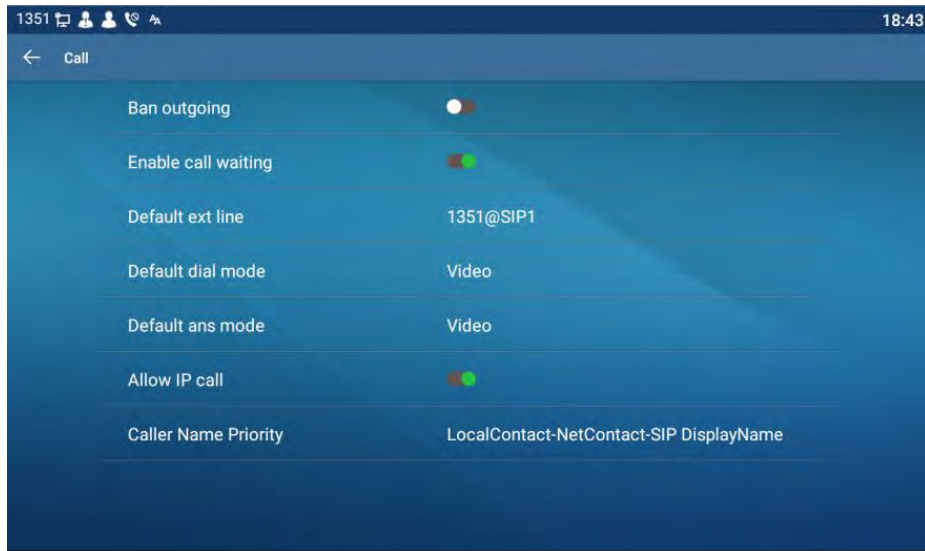 1351 18:43
Call
Ban outgoing
Enable call waiting
Default ext line 1351@SIP1
Default dial mode Video
Default ans mode Video
Allow IP call
Caller Name Priority LocalContact-NetContact-SIP DisplayName